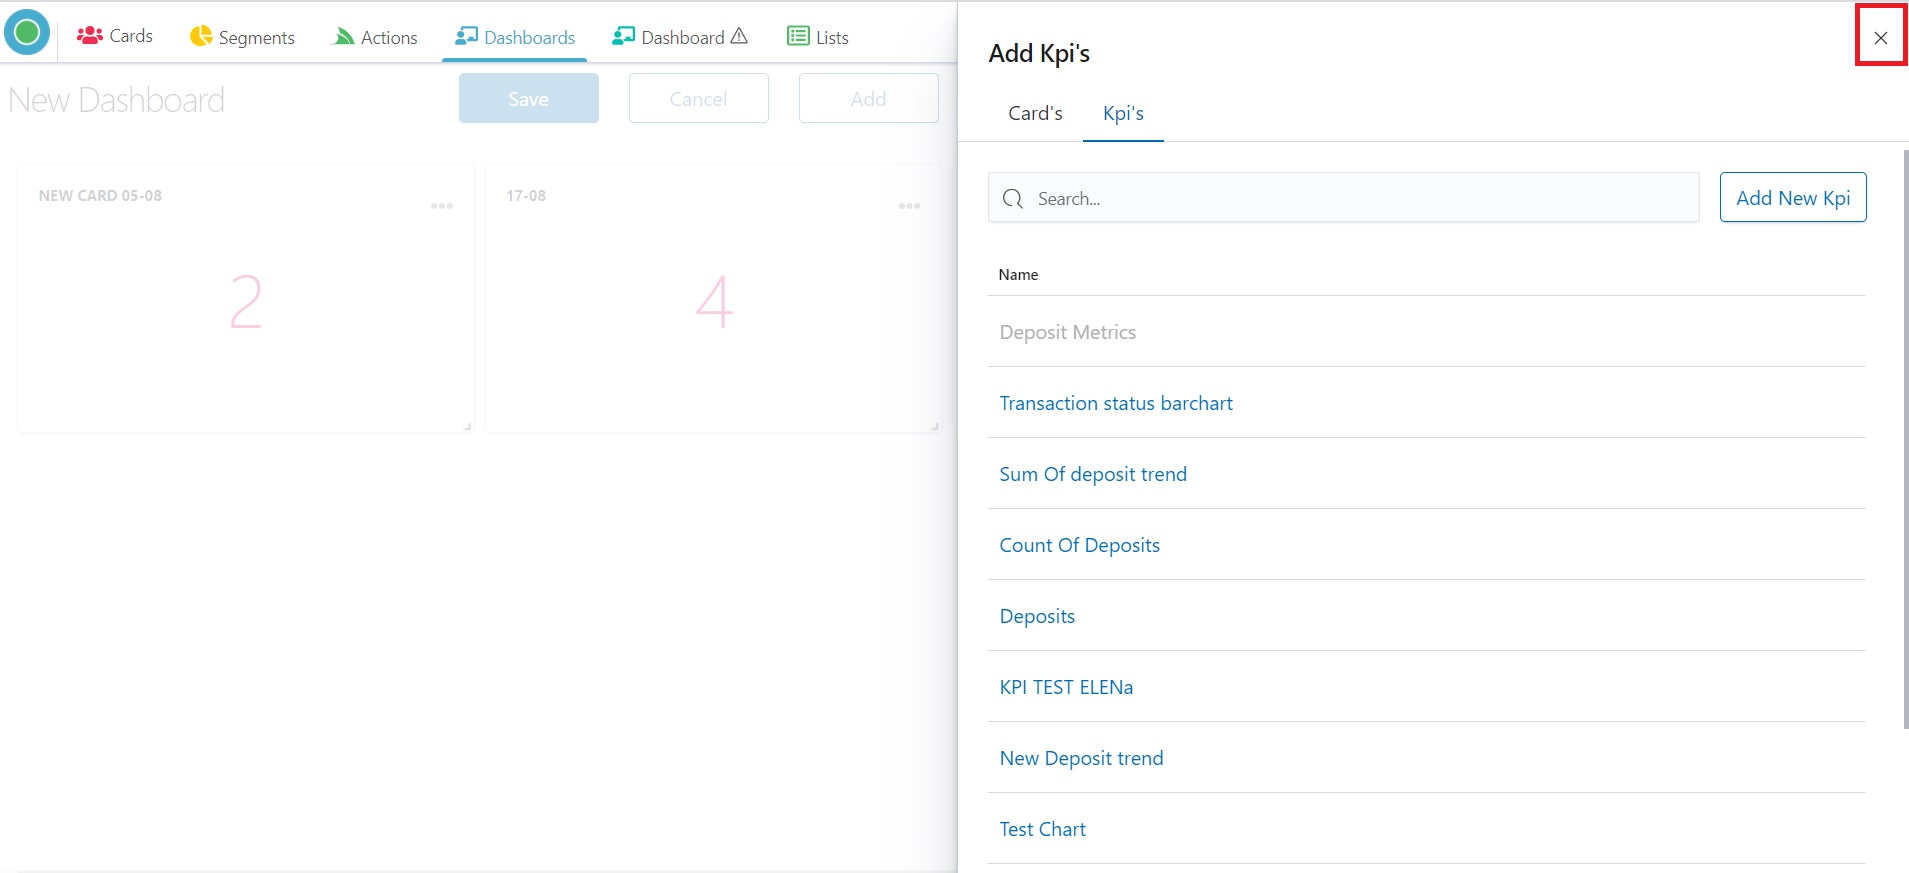 Cards
Segments
Actions
Dashboards
Dashboard
Lists
New Dashboard
Save
Cancel
Add
NEW CARD 05-08
2
17-08
4
Add Kpi's
Card's
Kpi's
Search...
Add New Kpi
Name
Deposit Metrics
Transaction status barchart
Sum Of deposit trend
Count Of Deposits
Deposits
KPI TEST ELENa
New Deposit trend
Test Chart